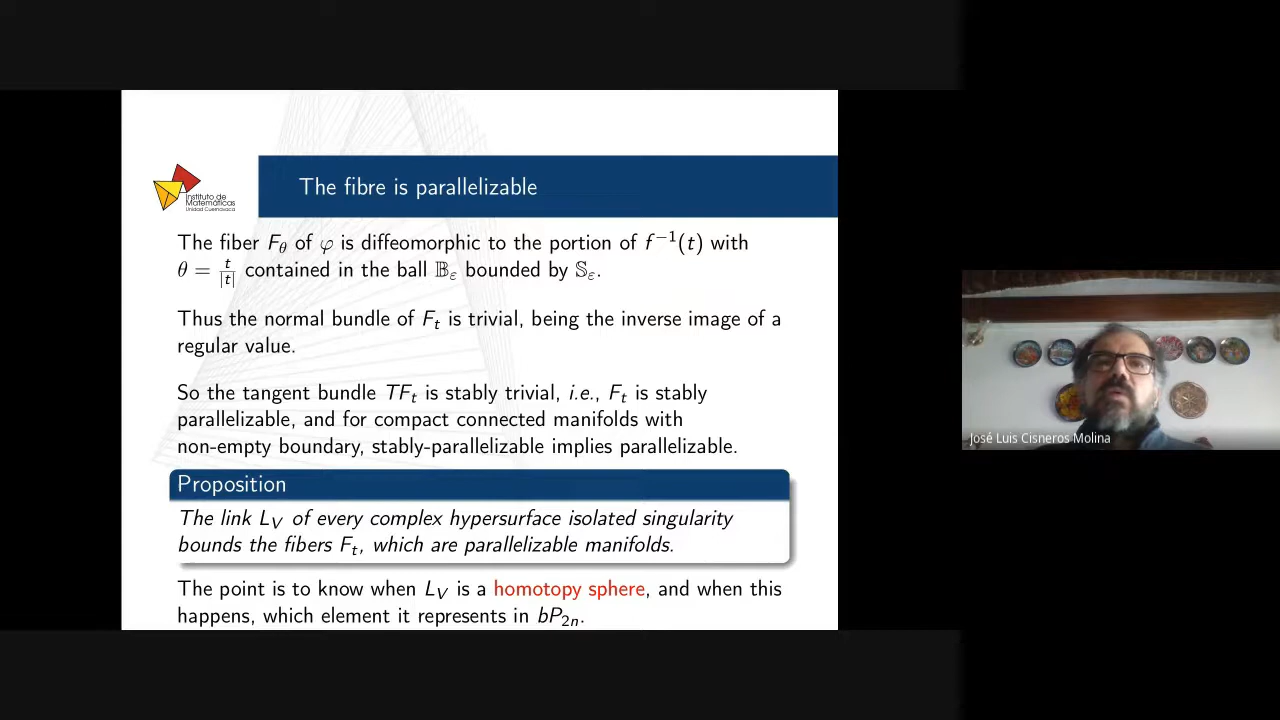 Instituto de
Matemáticas
Unidad Cuernavaca
The fibre is parallelizable
The fiber F_θ of φ is diffeomorphic to the portion of f⁻¹(t) with
θ = t/|t| contained in the ball 𝔹_ε bounded by 𝕊_ε.
Thus the normal bundle of F_t is trivial, being the inverse image of a
regular value.
So the tangent bundle TF_t is stably trivial, i.e., F_t is stably
parallelizable, and for compact connected manifolds with
non-empty boundary, stably-parallelizable implies parallelizable.
Proposition
The link L_V of every complex hypersurface isolated singularity
bounds the fibers F_t, which are parallelizable manifolds.
The point is to know when L_V is a homotopy sphere, and when this
happens, which element it represents in bP_2n.
José Luis Cisneros Molina